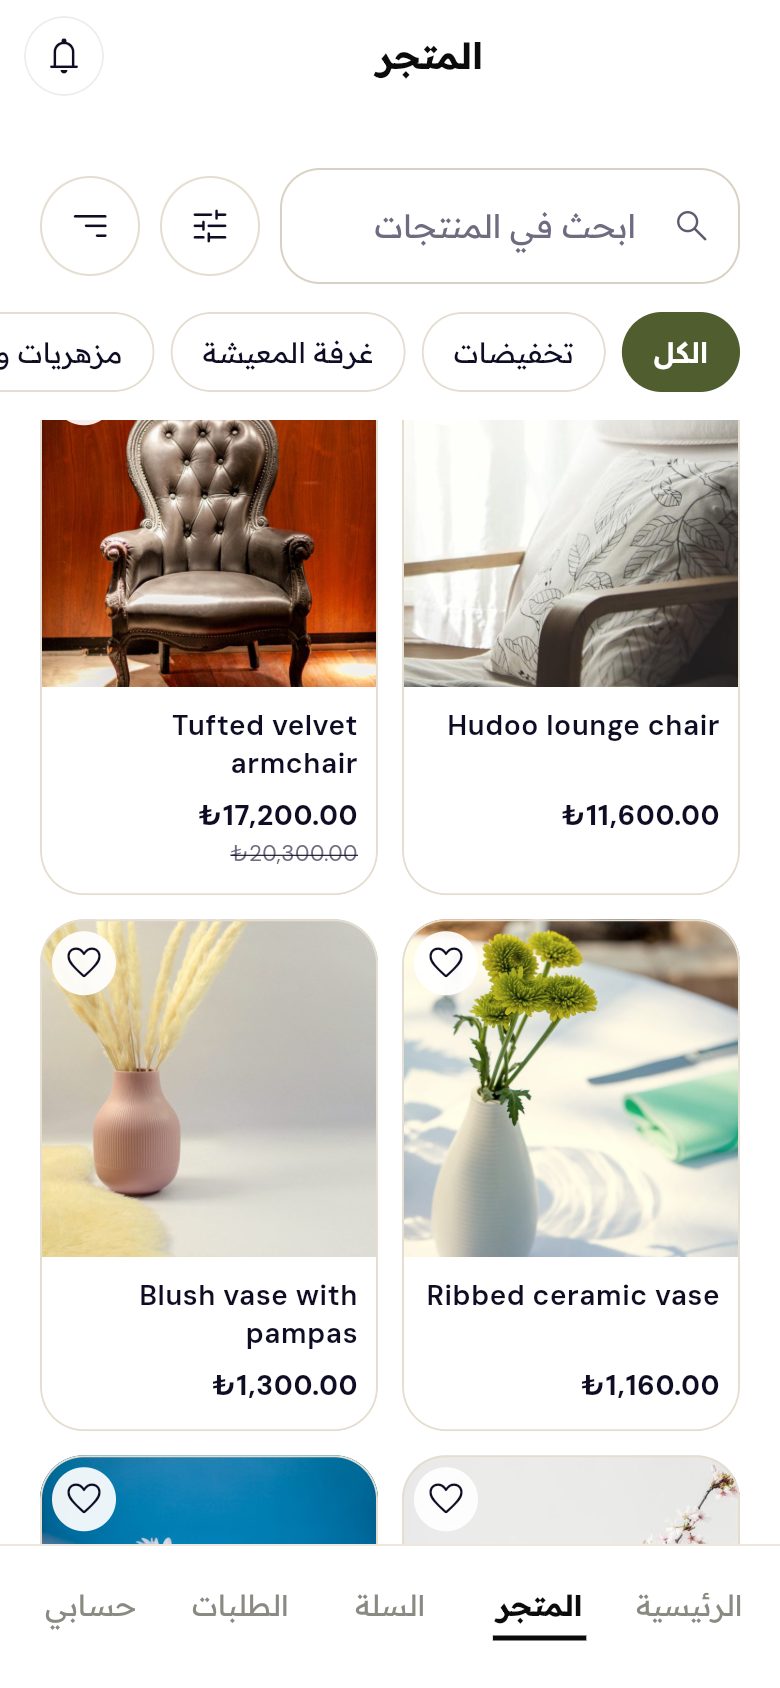 المتجر
ابحث في المنتجات
الكل
تخفيضات
غرفة المعيشة
مزهريات و
Hudoo lounge chair
₺11,600.00
Tufted velvet
armchair
₺17,200.00
₺20,300.00
Ribbed ceramic vase
₺1,160.00
Blush vase with
pampas
₺1,300.00
الرئيسية
المتجر
السلة
الطلبات
حسابي